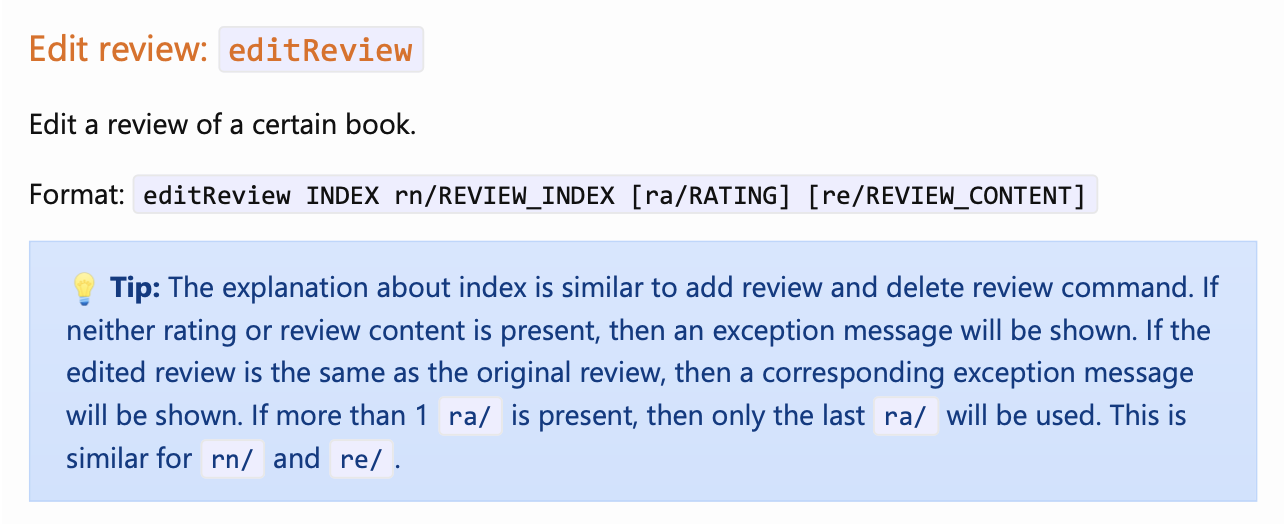 Edit review: editReview
Edit a review of a certain book.
Format: editReview INDEX rn/REVIEW_INDEX [ra/RATING] [re/REVIEW_CONTENT]
💡 Tip: The explanation about index is similar to add review and delete review command. If
neither rating or review content is present, then an exception message will be shown. If the
edited review is the same as the original review, then a corresponding exception message
will be shown. If more than 1 ra/ is present, then only the last ra/ will be used. This is
similar for rn/ and re/ .